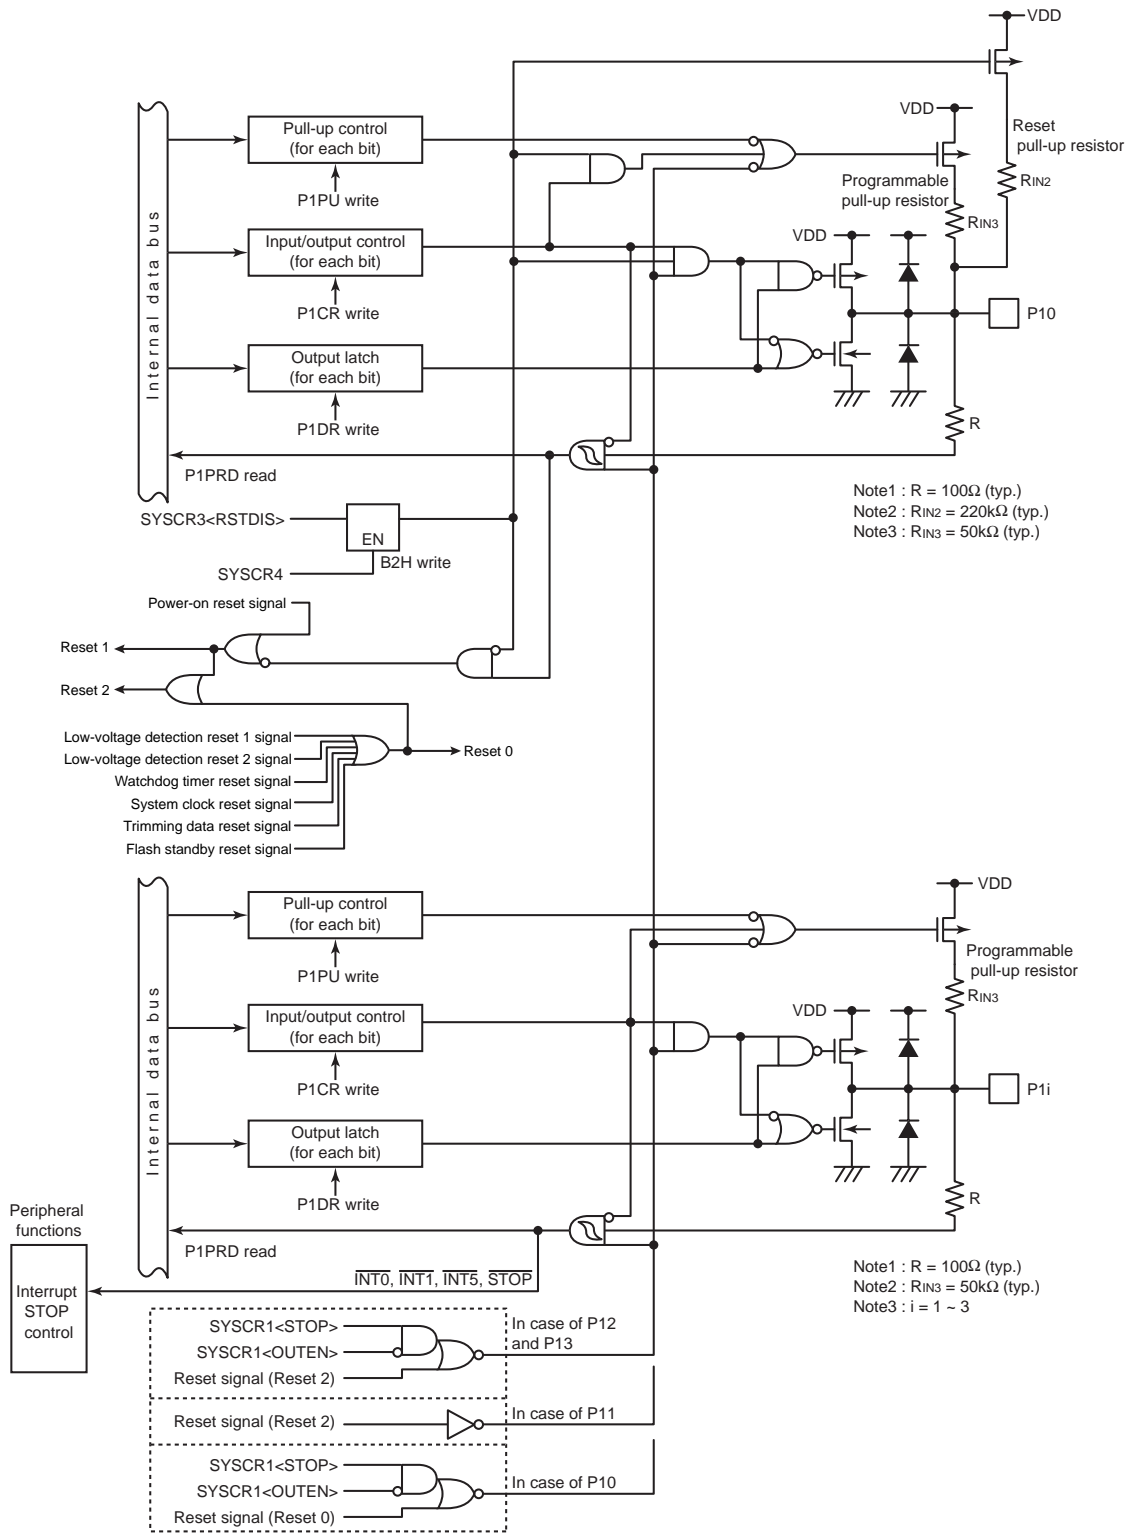 VDD
VDD
Reset
pull-up resistor
Pull-up control
(for each bit)
P1PU write
Programmable
pull-up resistor
RIN2
RIN3
Internal data bus
Input/output control
(for each bit)
P1CR write
VDD
P10
Output latch
(for each bit)
P1DR write
R
P1PRD read
Note1 : R = 100Ω (typ.)
Note2 : RIN2 = 220kΩ (typ.)
Note3 : RIN3 = 50kΩ (typ.)
SYSCR3<RSTDIS>
EN
B2H write
SYSCR4
Power-on reset signal
Reset 1
Reset 2
Low-voltage detection reset 1 signal
Low-voltage detection reset 2 signal
Watchdog timer reset signal
System clock reset signal
Trimming data reset signal
Flash standby reset signal
Reset 0
VDD
Pull-up control
(for each bit)
P1PU write
Programmable
pull-up resistor
RIN3
Internal data bus
Input/output control
(for each bit)
P1CR write
VDD
P1i
Output latch
(for each bit)
P1DR write
R
Peripheral
functions
P1PRD read
INT0, INT1, INT5, STOP
Interrupt
STOP
control
Note1 : R = 100Ω (typ.)
Note2 : RIN3 = 50kΩ (typ.)
Note3 : i = 1 ~ 3
SYSCR1<STOP>
SYSCR1<OUTEN>
Reset signal (Reset 2)
In case of P12
and P13
Reset signal (Reset 2)
In case of P11
SYSCR1<STOP>
SYSCR1<OUTEN>
Reset signal (Reset 0)
In case of P10